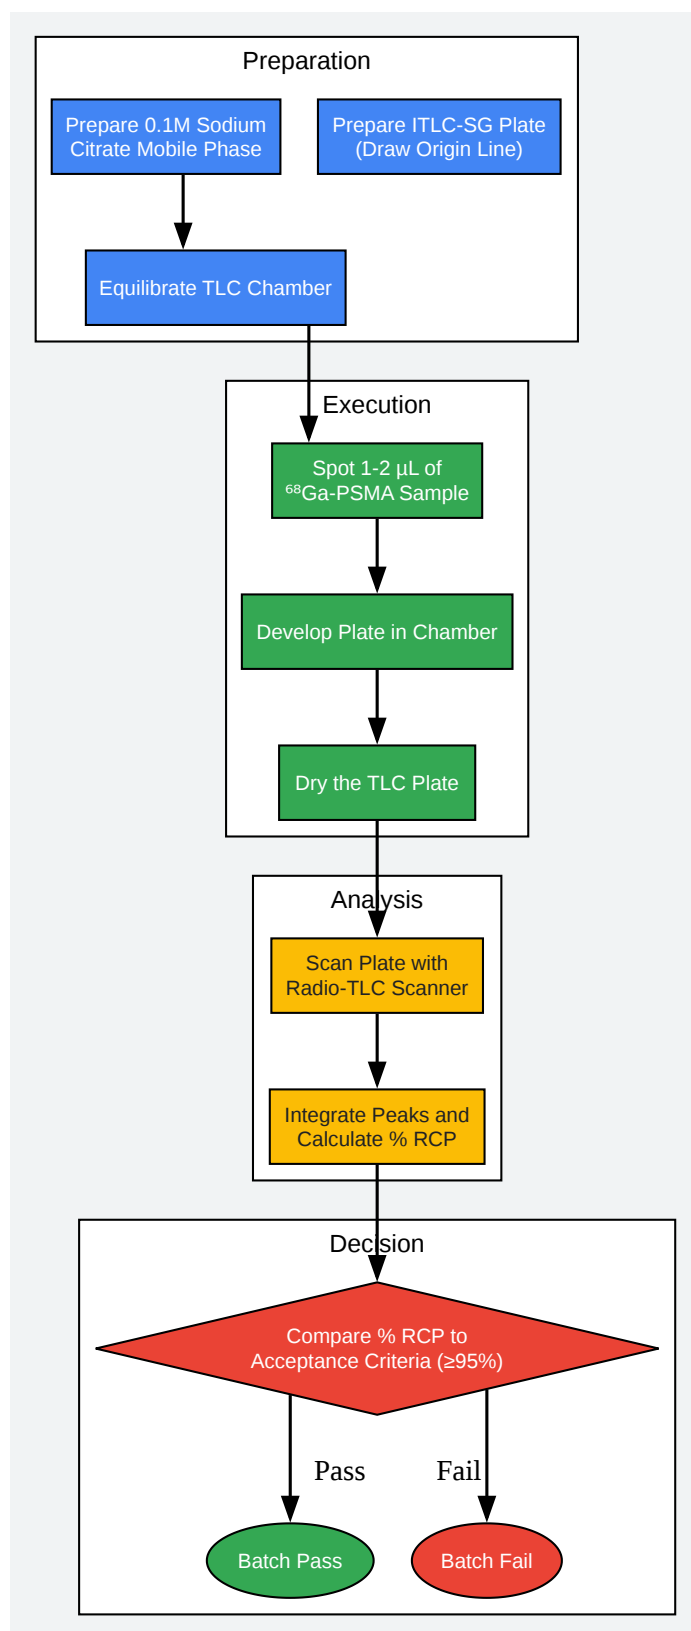 Preparation
Prepare 0.1M Sodium
Citrate Mobile Phase
Prepare ITLC-SG Plate
(Draw Origin Line)
Equilibrate TLC Chamber
Execution
Spot 1-2 µL of
⁶⁸Ga-PSMA Sample
Develop Plate in Chamber
Dry the TLC Plate
Analysis
Scan Plate with
Radio-TLC Scanner
Integrate Peaks and
Calculate % RCP
Decision
Compare % RCP to
Acceptance Criteria (≥95%)
Pass
Fail
Batch Pass
Batch Fail